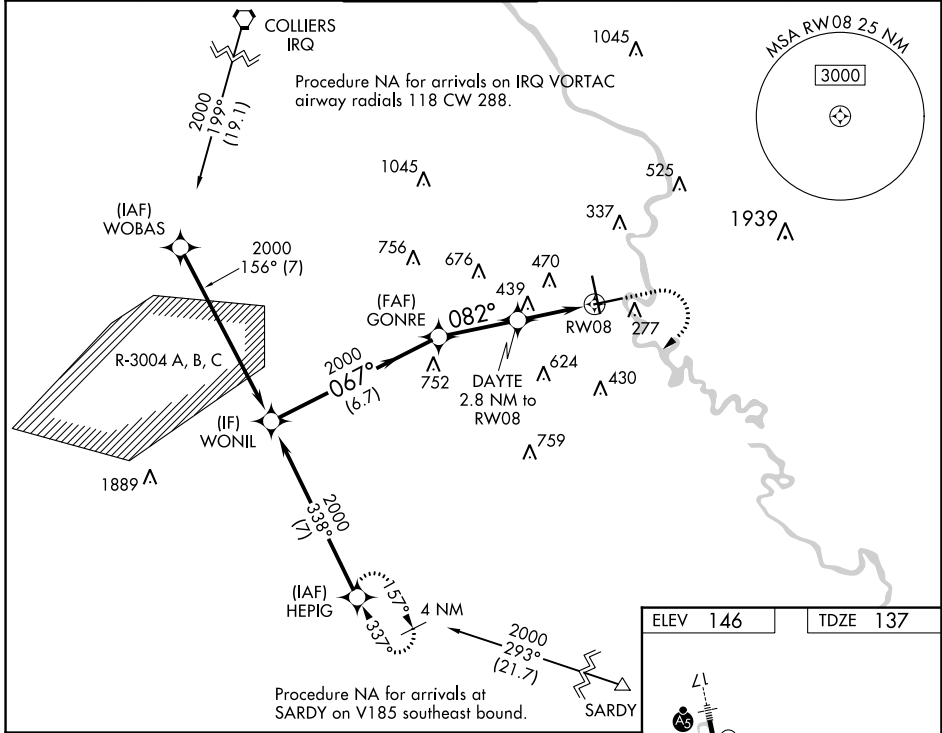 COLLIERS
IRQ
1045
MSA RW08 25 NM
3000
Procedure NA for arrivals on IRQ VORTAC
airway radials 118 CW 288.
2000
199°
(19.1)
1045
525
337
1939
(IAF)
WOBAS
2000
156° (7)
756
676
470
439
(FAF)
GONRE
082°
RW08
277
R-3004 A, B, C
2000
067°
(6.7)
752
DAYTE
2.8 NM to
RW08
624
430
(IF)
WONIL
759
1889
2000
338°
(7)
(IAF)
HEPIG
157°
337°
4 NM
2000
293°
(21.7)
SARDY
Procedure NA for arrivals at
SARDY on V185 southeast bound.
ELEV 146
TDZE 137
17
A5